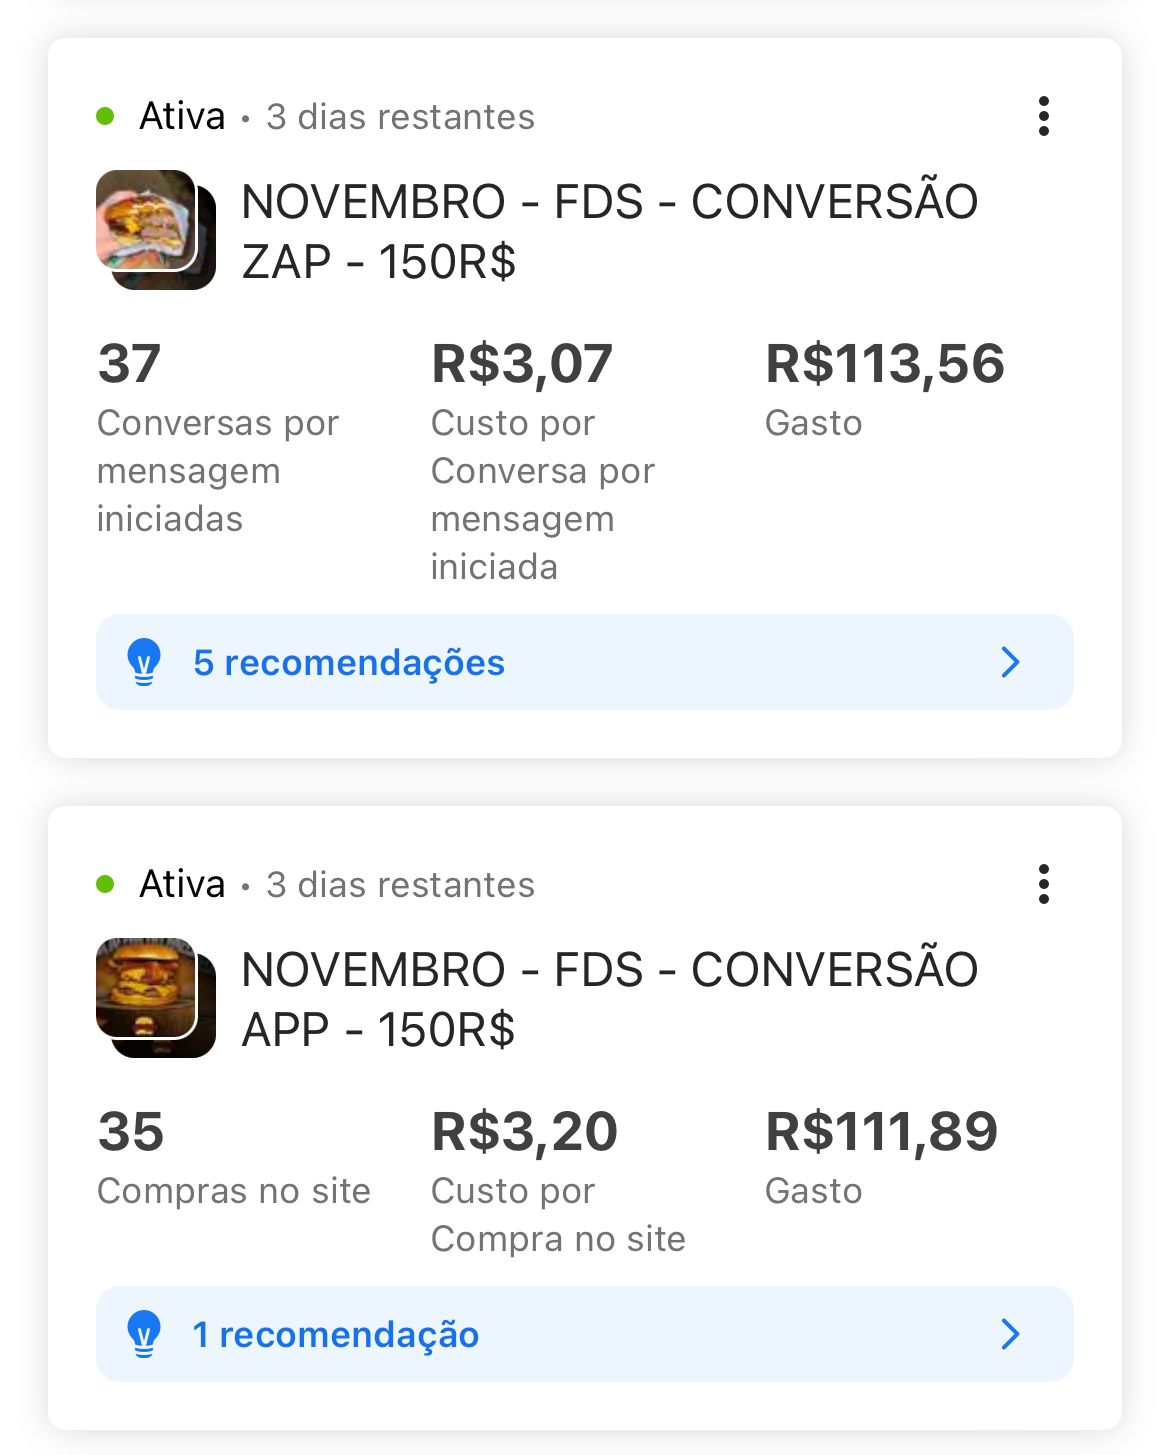 Ativa • 3 dias restantes
NOVEMBRO - FDS - CONVERSÃO
ZAP - 150R$
37 R$3,07 R$113,56
Conversas por Custo por Gasto
mensagem Conversa por
iniciadas mensagem
iniciada
5 recomendações
Ativa • 3 dias restantes
NOVEMBRO - FDS - CONVERSÃO
APP - 150R$
35 R$3,20 R$111,89
Compras no site Custo por Gasto
Compra no site
1 recomendação